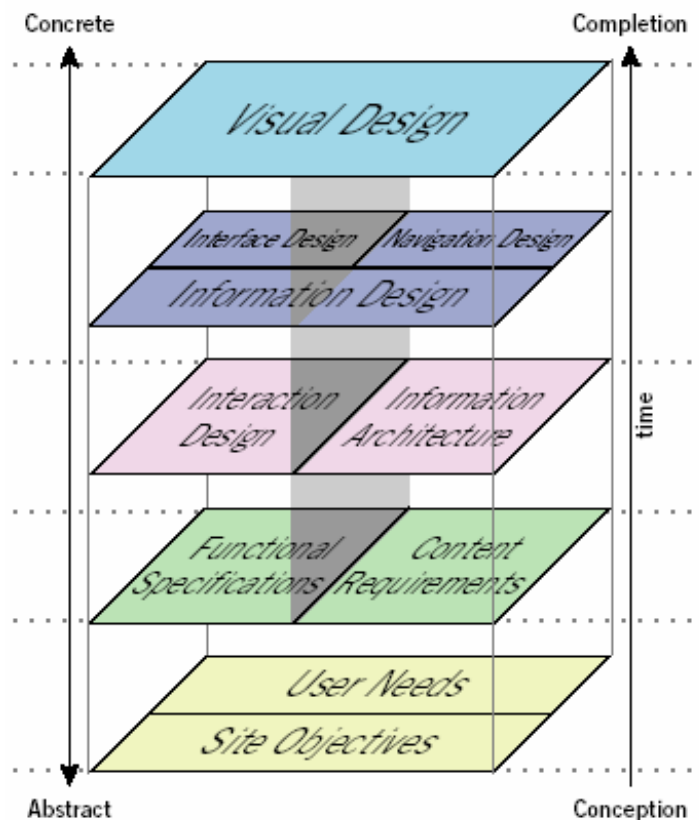 Concrete
Completion
Visual Design
Interface Design
Navigation Design
Information Design
Interaction
Design
Information
Architecture
time
Functional
Specifications
Content
Requirements
User Needs
Site Objectives
Abstract
Conception